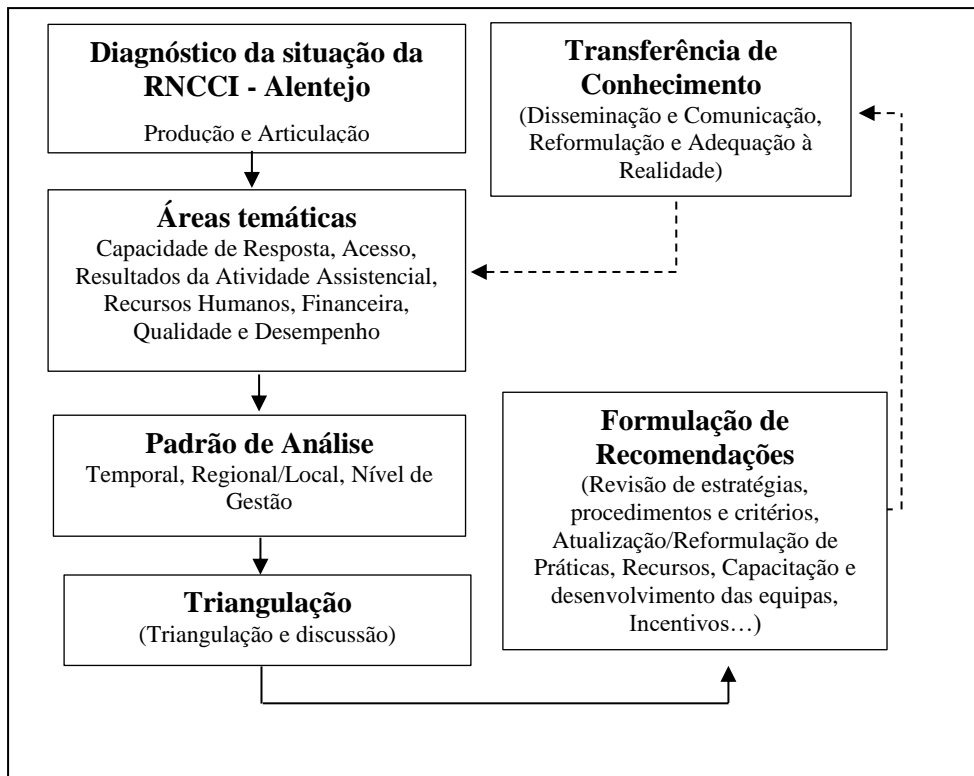 Diagnóstico da situação da
RNCCI - Alentejo
Produção e Articulação
Áreas temáticas
Capacidade de Resposta, Acesso,
Resultados da Atividade Assistencial,
Recursos Humanos, Financeira,
Qualidade e Desempenho
Padrão de Análise
Temporal, Regional/Local, Nível de
Gestão
Triangulação
(Triangulação e discussão)
Formulação de
Recomendações
(Revisão de estratégias,
procedimentos e critérios,
Atualização/Reformulação de
Práticas, Recursos, Capacitação e
desenvolvimento das equipas,
Incentivos…)
Transferência de
Conhecimento
(Disseminação e Comunicação,
Reformulação e Adequação à
Realidade)